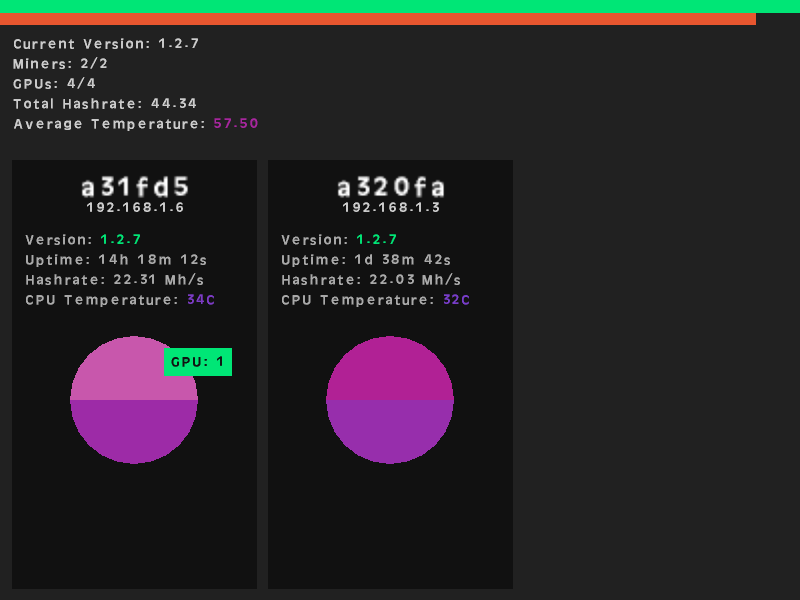 Current Version: 1.2.7
Miners: 2/2
GPUs: 4/4
Total Hashrate: 44.34
Average Temperature: 57.50
a31fd5
192.168.1.6
Version: 1.2.7
Uptime: 14h 18m 12s
Hashrate: 22.31 Mh/s
CPU Temperature: 34C
GPU: 1
a320fa
192.168.1.3
Version: 1.2.7
Uptime: 1d 38m 42s
Hashrate: 22.03 Mh/s
CPU Temperature: 32C